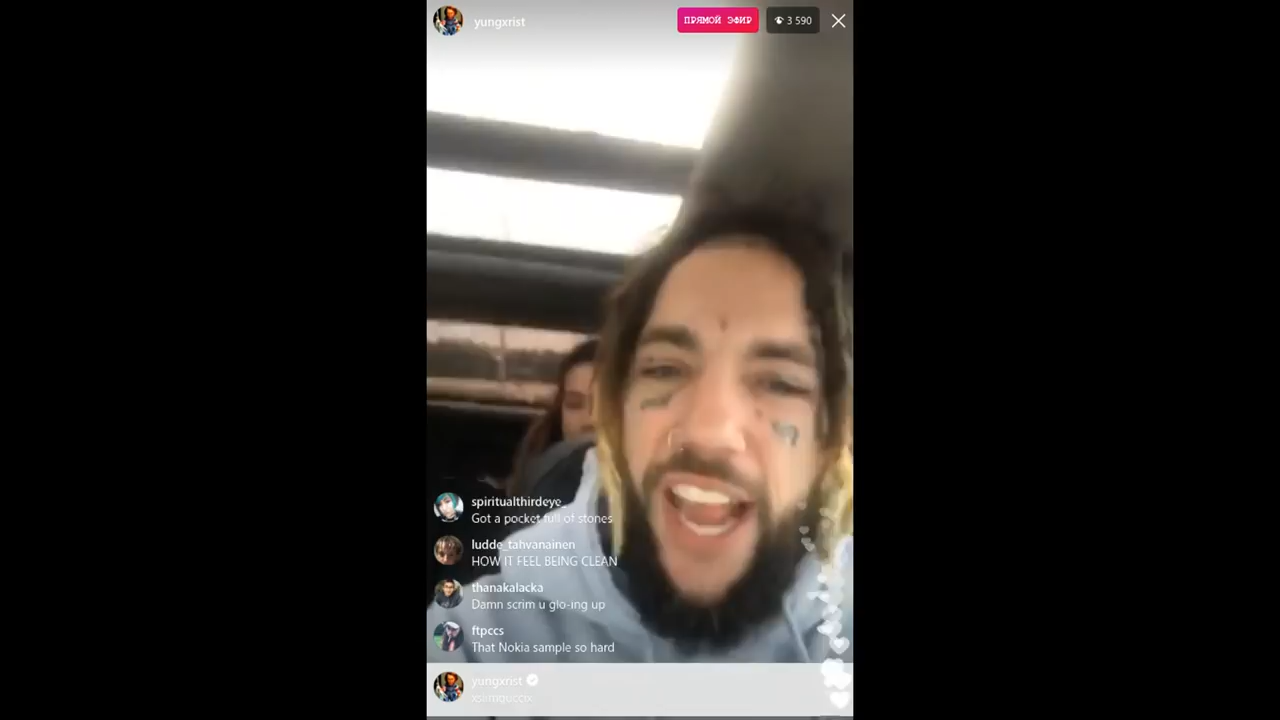 yungxrist
ПРЯМОЙ ЭФИР
3 590
spiritualthirdeye_
Got a pocket full of stones
ludde_tahvanainen
HOW IT FEEL BEING CLEAN
thanakalacka
Damn scrim u glo-ing up
ftpccs
That Nokia sample so hard
yungxrist